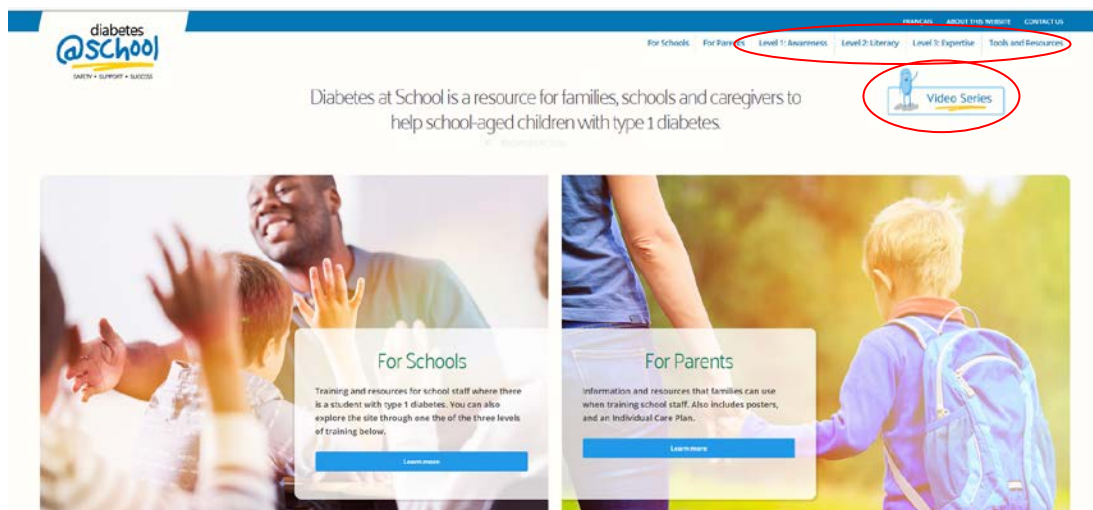 diabetes
@school
SAFETY • SUPPORT • SUCCESS
FRANCAIS ABOUT THIS WEBSITE CONTACT US
For Schools For Parents Level 1: Awareness Level 2: Literacy Level 3: Expertise Tools and Resources
Video Series
Diabetes at School is a resource for families, schools and caregivers to
help school-aged children with type 1 diabetes.
For Schools
Training and resources for school staff where there
is a student with type 1 diabetes. You can also
explore the site through one the of the three levels
of training below.
Learn more
For Parents
Information and resources that families can use
when training school staff. Also includes posters,
and an Individual Care Plan.
Learn more